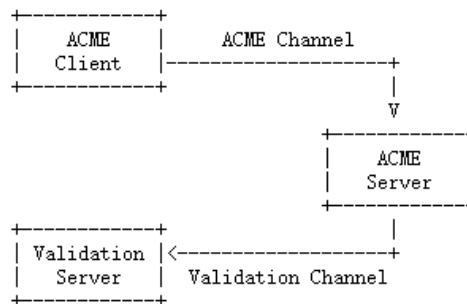 ACME
Client
ACME Channel
V
ACME
Server
Validation
Server
Validation Channel